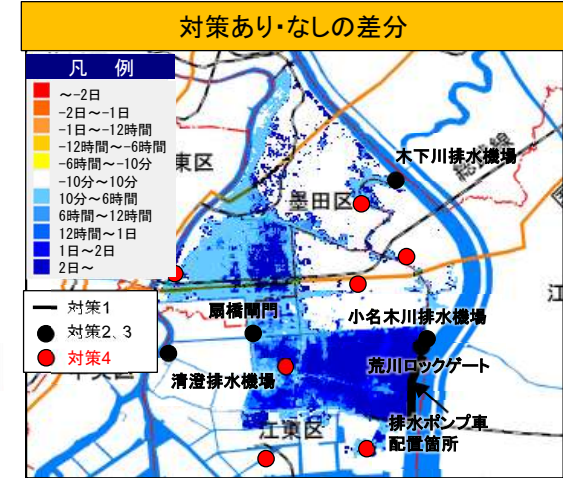 対策あり・なしの差分
凡 例
～-2日
-2日～-1日
-1日～-12時間
-12時間～-6時間
-6時間～-10分
-10分～10分
10分～6時間
6時間～12時間
12時間～1日
1日～2日
2日～
対策1
対策2、3
対策4
東区
墨田区
木下川排水機場
総武線
江
扇橋閘門
小名木川排水機場
荒川ロックゲート
清澄排水機場
排水ポンプ車
配置箇所
江東区